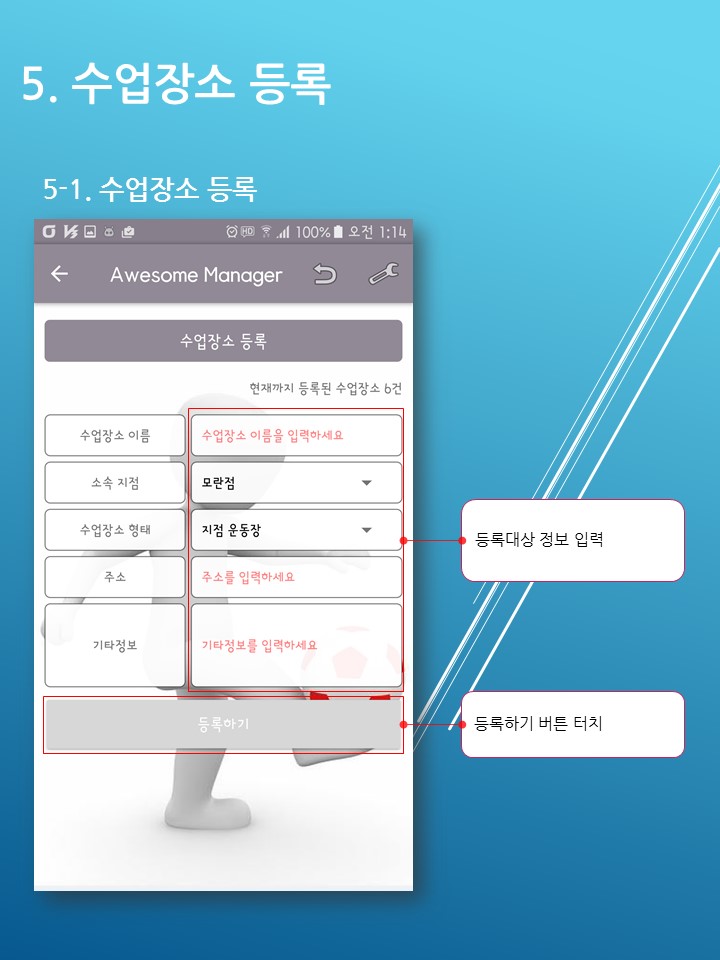 5. 수업장소 등록
5-1. 수업장소 등록
HD 100% 오전 1:14
Awesome Manager
수업장소 등록
현재까지 등록된 수업장소 6건
수업장소 이름 수업장소 이름을 입력하세요
소속 지점 모란점
수업장소 형태 지점 운동장
등록대상 정보 입력
주소 주소를 입력하세요
기타정보 기타정보를 입력하세요
등록하기
등록하기 버튼 터치